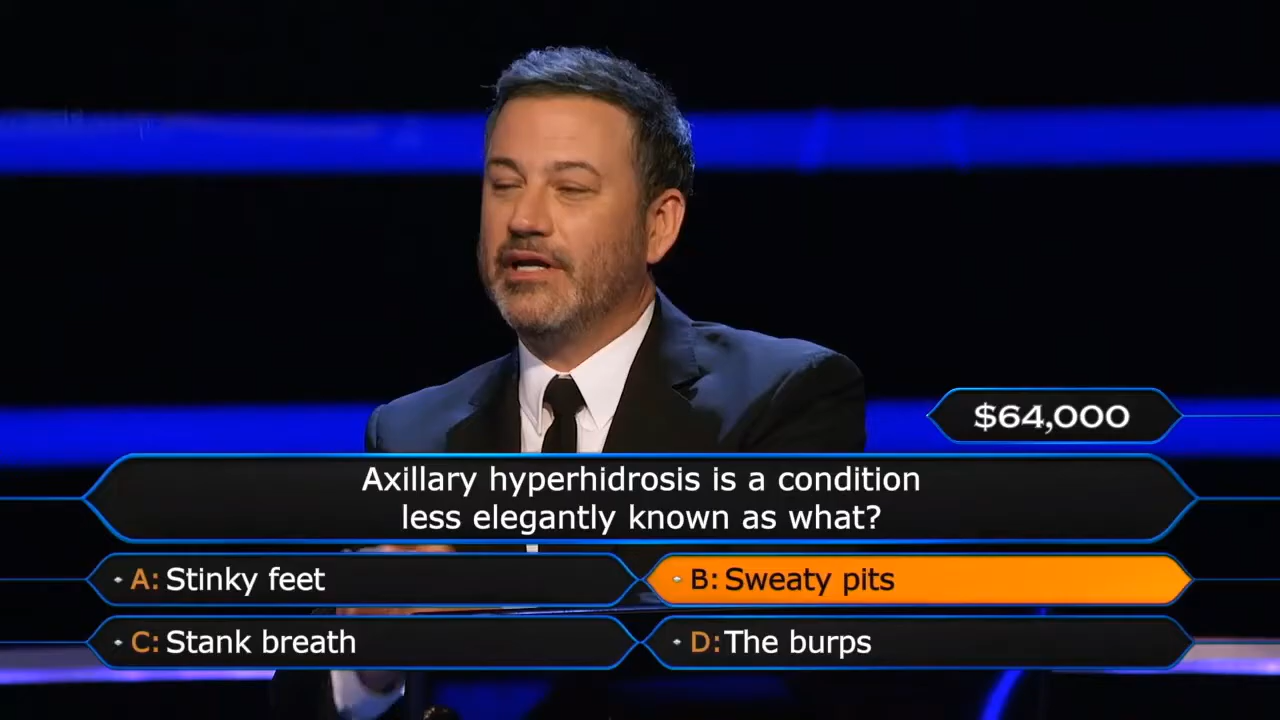 $64,000
Axillary hyperhidrosis is a condition
less elegantly known as what?
A: Stinky feet
B: Sweaty pits
C: Stank breath
D: The burps